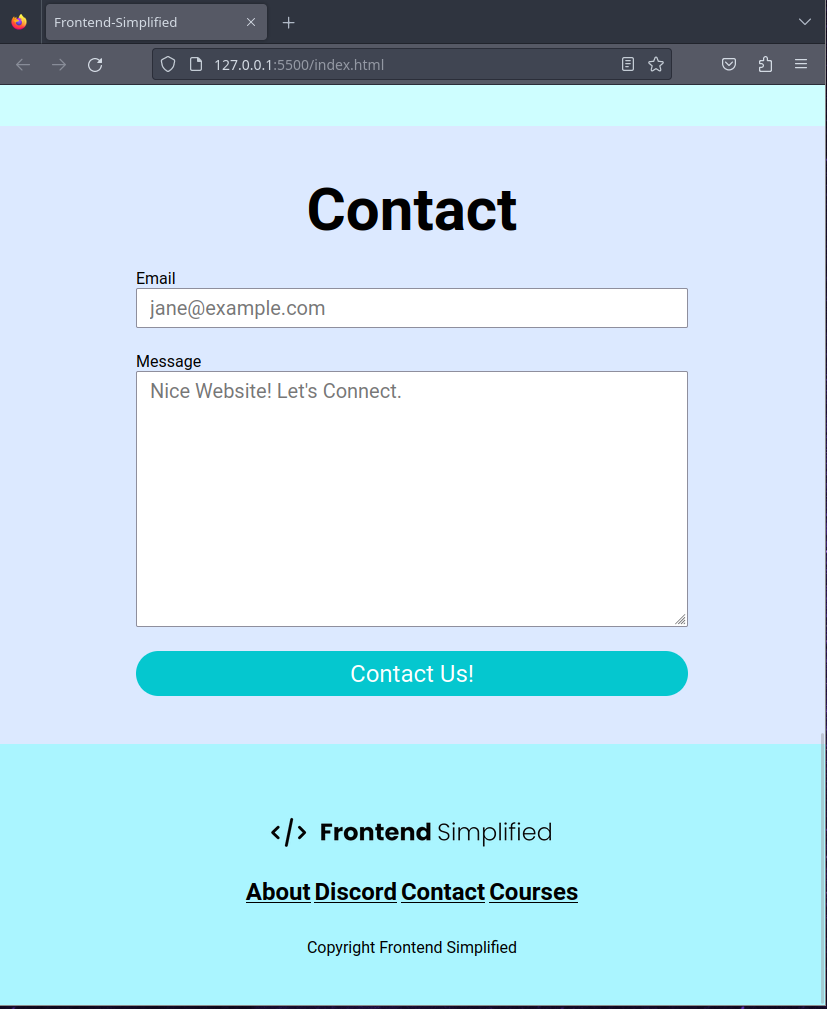 Frontend-Simplified
127.0.0.1:5500/index.html
Contact
Email
jane@example.com
Message
Nice Website! Let's Connect.
Contact Us!
</> Frontend Simplified
About Discord Contact Courses
Copyright Frontend Simplified